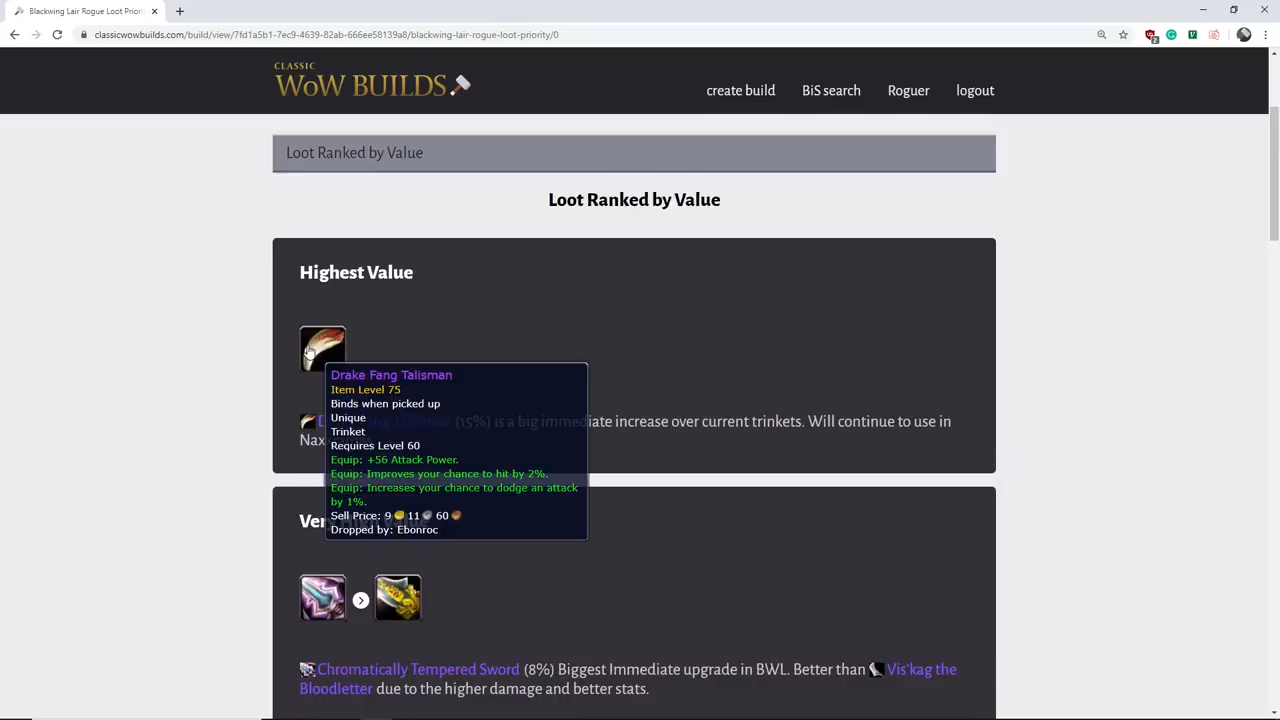 Blackwing Lair Rogue Loot Priori
classicwowbuilds.com/build/view/7fd1a5b1-7ec9-4639-82ab-666ee58139a8/blackwing-lair-rogue-loot-priority/0
CLASSIC
WoW BUILDS
create build
BiS search
Roguer
logout
Loot Ranked by Value
Loot Ranked by Value
Highest Value
Drake Fang Talisman
Item Level 75
Binds when picked up
Unique
(15%) is a big immediate increase over current trinkets. Will continue to use in
Trinket
Nax
Requires Level 60
Equip: +56 Attack Power.
Equip: Improves your chance to hit by 2%.
Equip: Increases your chance to dodge an attack
by 1%.
Sell Price: 9 11 60
Dropped by: Ebonroc
Very High Value
Chromatically Tempered Sword (8%) Biggest Immediate upgrade in BWL. Better than Vis'kag the
Bloodletter due to the higher damage and better stats.